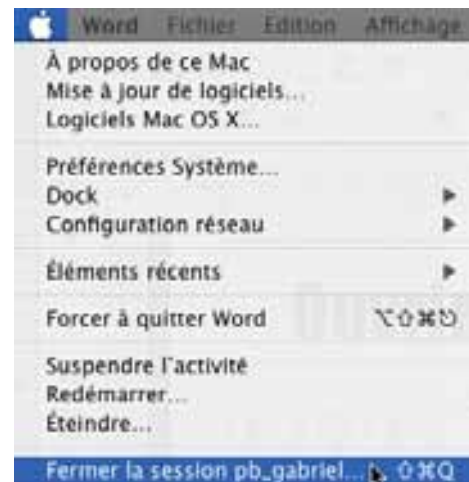 Word Fichier Edition Affichage
À propos de ce Mac
Mise à jour de logiciels...
Logiciels Mac OS X...
Préférences Système...
Dock
Configuration réseau
Éléments récents
Forcer à quitter Word ⌥⇧⌘⎋
Suspendre l'activité
Redémarrer...
Éteindre...
Fermer la session pb_gabriel... ⇧⌘Q